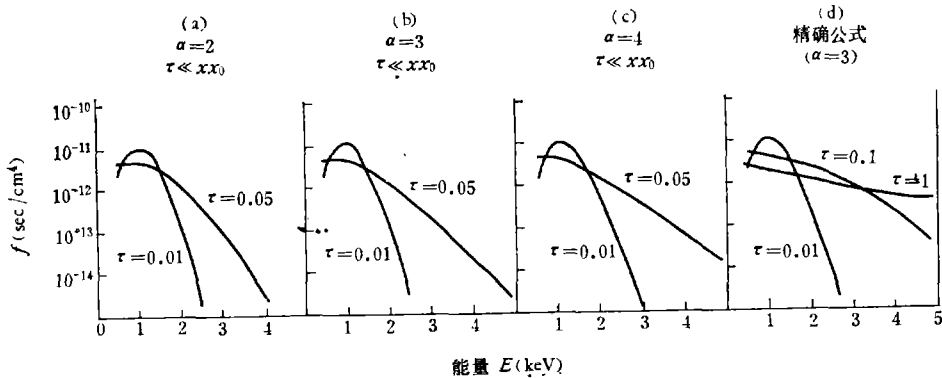 (a)
α=2
τ≪xx₀
(b)
α=3
τ≪xx₀
(c)
α=4
τ≪xx₀
(d)
精确公式
(α=3)
f(sec/cm⁴)
10⁻¹⁰
10⁻¹¹
10⁻¹²
10⁺¹³
10⁻¹⁴
τ=0.05
τ=0.01
τ=0.05
τ=0.01
τ=0.05
τ=0.01
τ=0.1
τ=1
τ=0.01
0 1 2 3 4
1 2 3 4
1 2 3 4
1 2 3 4 5
能量 E(keV)